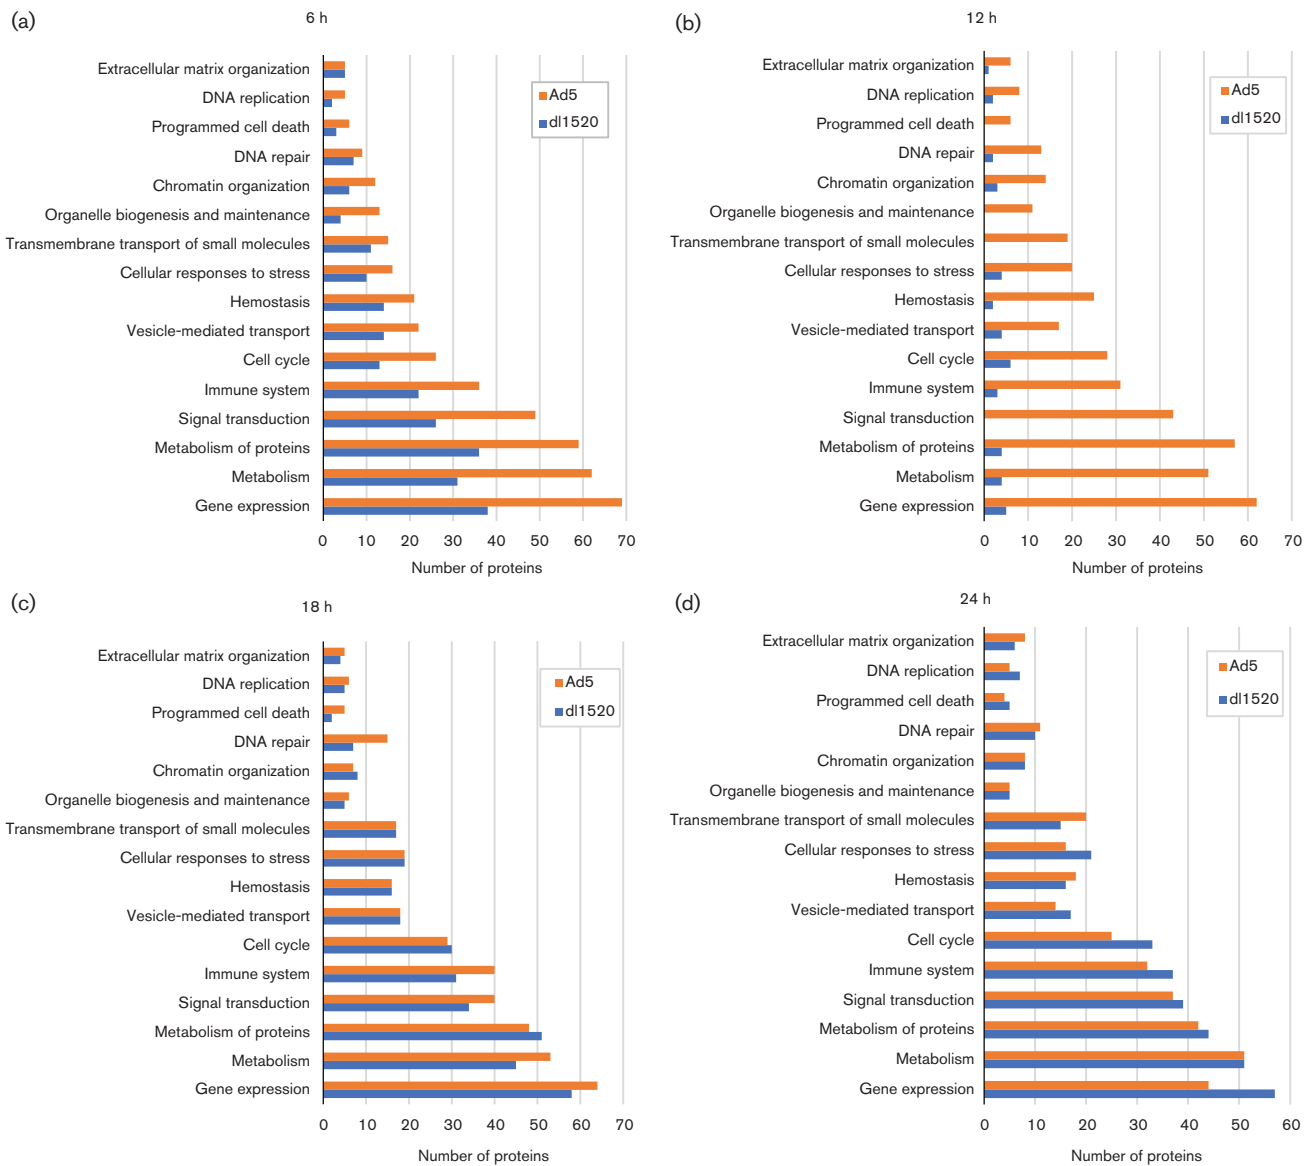 (a)
6 h
Extracellular matrix organization
DNA replication
Programmed cell death
DNA repair
Chromatin organization
Organelle biogenesis and maintenance
Transmembrane transport of small molecules
Cellular responses to stress
Hemostasis
Vesicle-mediated transport
Cell cycle
Immune system
Signal transduction
Metabolism of proteins
Metabolism
Gene expression
Ad5
dl1520
0 10 20 30 40 50 60 70
Number of proteins
(b)
12 h
Extracellular matrix organization
DNA replication
Programmed cell death
DNA repair
Chromatin organization
Organelle biogenesis and maintenance
Transmembrane transport of small molecules
Cellular responses to stress
Hemostasis
Vesicle-mediated transport
Cell cycle
Immune system
Signal transduction
Metabolism of proteins
Metabolism
Gene expression
Ad5
dl1520
0 10 20 30 40 50 60 70
Number of proteins
(c)
18 h
Extracellular matrix organization
DNA replication
Programmed cell death
DNA repair
Chromatin organization
Organelle biogenesis and maintenance
Transmembrane transport of small molecules
Cellular responses to stress
Hemostasis
Vesicle-mediated transport
Cell cycle
Immune system
Signal transduction
Metabolism of proteins
Metabolism
Gene expression
Ad5
dl1520
0 10 20 30 40 50 60 70
Number of proteins
(d)
24 h
Extracellular matrix organization
DNA replication
Programmed cell death
DNA repair
Chromatin organization
Organelle biogenesis and maintenance
Transmembrane transport of small molecules
Cellular responses to stress
Hemostasis
Vesicle-mediated transport
Cell cycle
Immune system
Signal transduction
Metabolism of proteins
Metabolism
Gene expression
Ad5
dl1520
0 10 20 30 40 50 60
Number of proteins